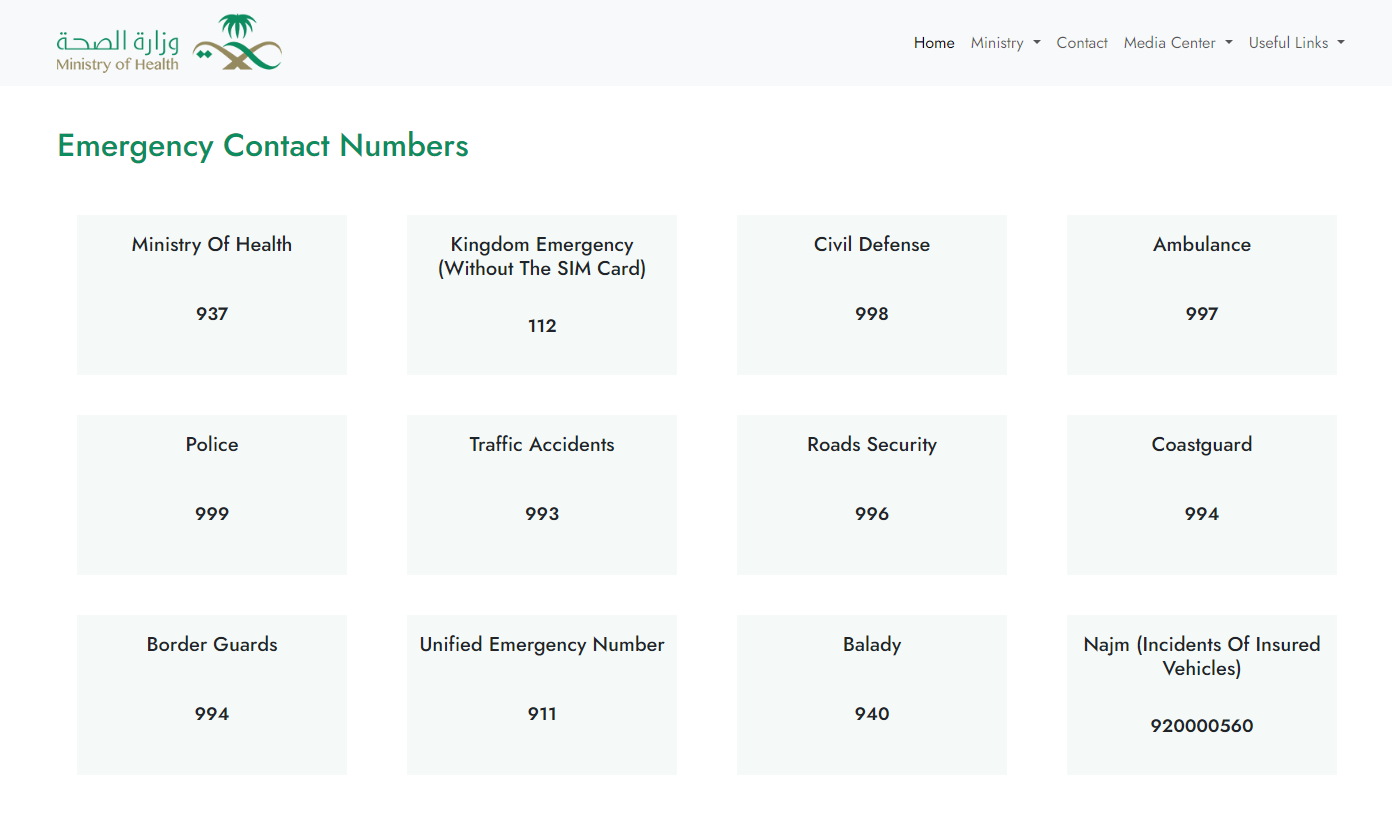 وزارة الصحة
Ministry of Health
Home Ministry Contact Media Center Useful Links
Emergency Contact Numbers
Ministry Of Health
937
Kingdom Emergency
(Without The SIM Card)
112
Civil Defense
998
Ambulance
997
Police
999
Traffic Accidents
993
Roads Security
996
Coastguard
994
Border Guards
994
Unified Emergency Number
911
Balady
940
Najm (Incidents Of Insured
Vehicles)
920000560